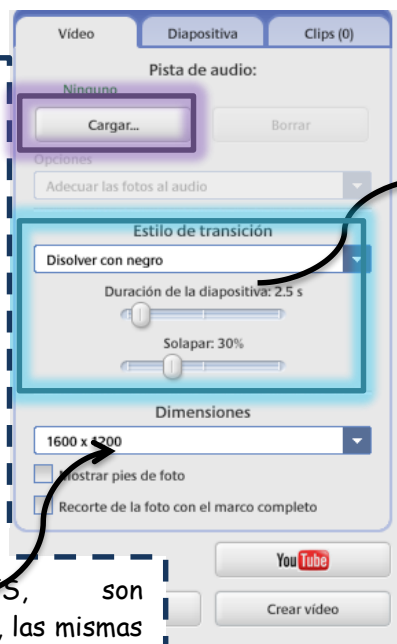 Vídeo Diapositiva Clips (0)
Pista de audio:
Ninguno
Cargar... Borrar
Opciones
Adecuar las fotos al audio
Estilo de transición
Disolver con negro
Duración de la diapositiva: 2.5 s
Solapar: 30%
Dimensiones
1600 x 1200
Mostrar pies de foto
Recorte de la foto con el marco completo
YouTube
Crear vídeo
son
, las mismas